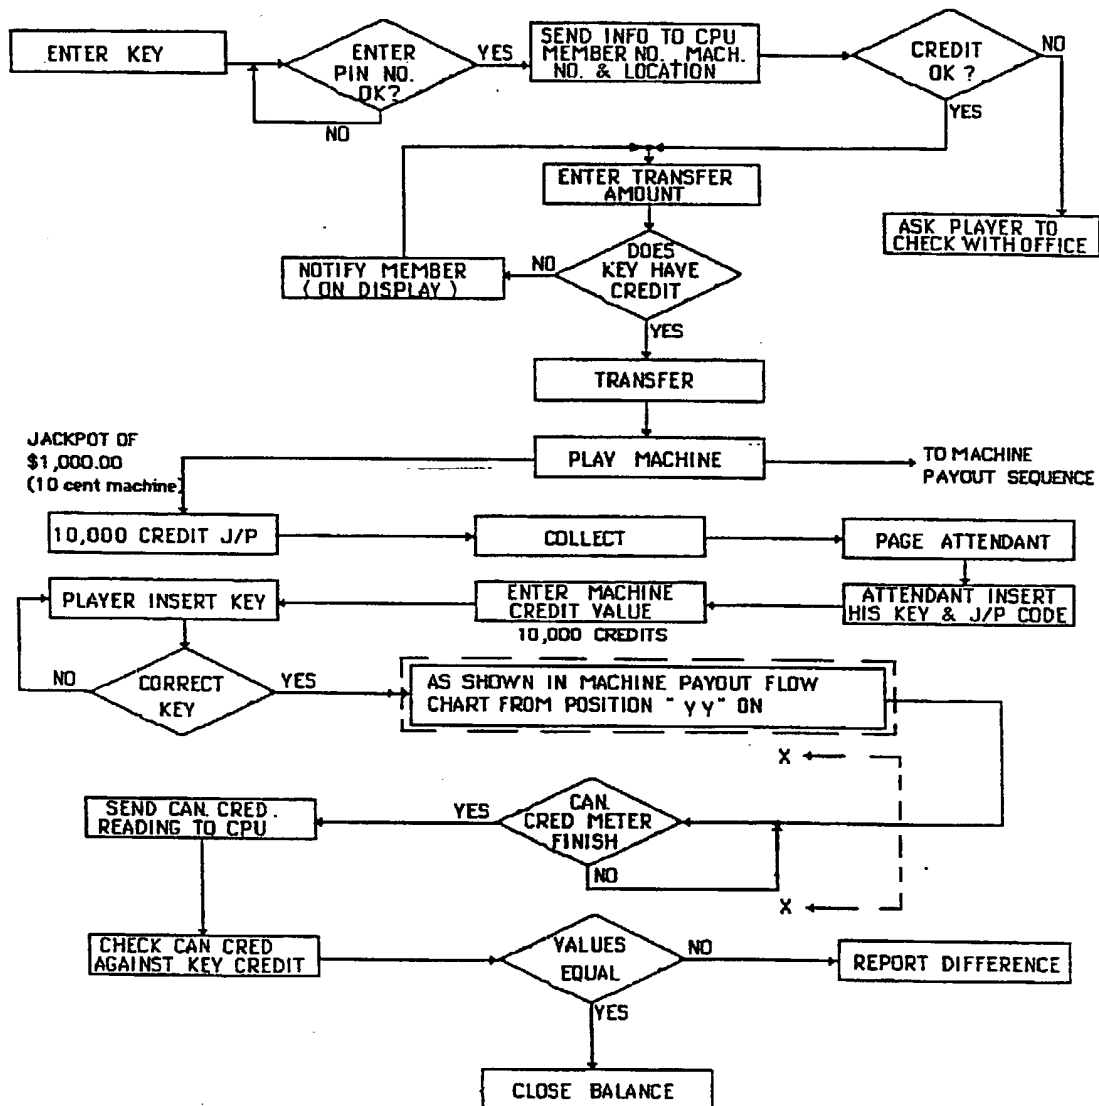 ENTER KEY
ENTER
PIN NO.
OK?
YES
NO
SEND INFO TO CPU
MEMBER NO. MACH.
NO. & LOCATION
CREDIT
OK ?
NO
YES
ENTER TRANSFER
AMOUNT
ASK PLAYER TO
CHECK WITH OFFICE
DOES
KEY HAVE
CREDIT
NO
NOTIFY MEMBER
( ON DISPLAY )
YES
TRANSFER
JACKPOT OF
$1,000.00
(10 cent machine)
PLAY MACHINE
TO MACHINE
PAYOUT SEQUENCE
10,000 CREDIT J/P
COLLECT
PAGE ATTENDANT
PLAYER INSERT KEY
ENTER MACHINE
CREDIT VALUE
10,000 CREDITS
ATTENDANT INSERT
HIS KEY & J/P CODE
NO
CORRECT
KEY
YES
AS SHOWN IN MACHINE PAYOUT FLOW
CHART FROM POSITION " YY" ON
X
SEND CAN. CRED.
READING TO CPU
YES
CAN.
CRED METER
FINISH
NO
X
CHECK CAN CRED
AGAINST KEY CREDIT
VALUES
EQUAL
NO
REPORT DIFFERENCE
YES
CLOSE BALANCE